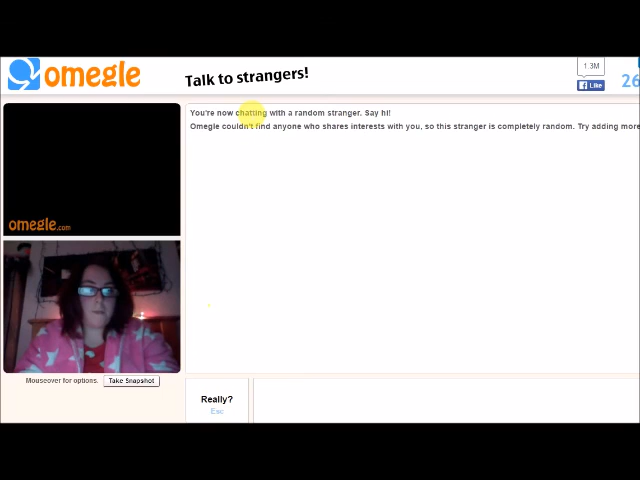 omegle
Talk to strangers!
1.3M
Like
26
You're now chatting with a random stranger. Say hi!
Omegle couldn't find anyone who shares interests with you, so this stranger is completely random. Try adding more
omegle.com
Mouseover for options.
Take Snapshot
Really?
Esc